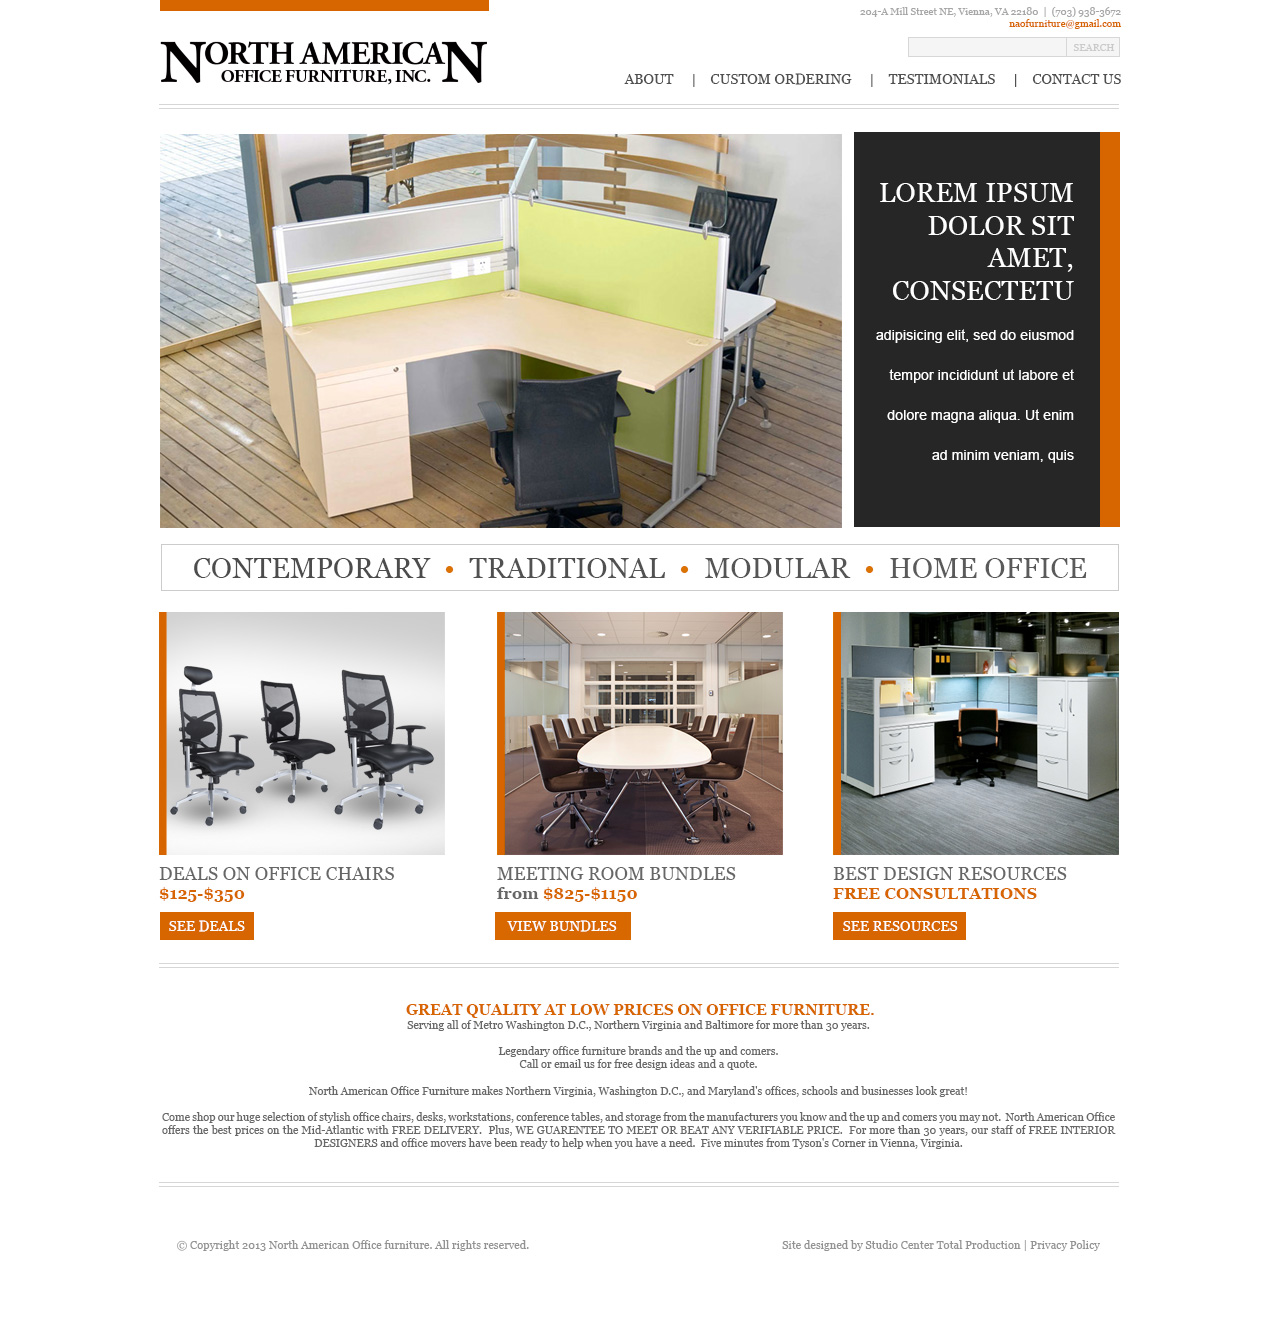 204-A Mill Street NE, Vienna, VA 22180 | (703) 938-3672
naofurniture@gmail.com
SEARCH
NORTH AMERICAN
OFFICE FURNITURE, INC.
ABOUT | CUSTOM ORDERING | TESTIMONIALS | CONTACT US
LOREM IPSUM
DOLOR SIT
AMET,
CONSECTETU
adipisicing elit, sed do eiusmod
tempor incididunt ut labore et
dolore magna aliqua. Ut enim
ad minim veniam, quis
CONTEMPORARY • TRADITIONAL • MODULAR • HOME OFFICE
DEALS ON OFFICE CHAIRS
$125-$350
SEE DEALS
MEETING ROOM BUNDLES
from $825-$1150
VIEW BUNDLES
BEST DESIGN RESOURCES
FREE CONSULTATIONS
SEE RESOURCES
GREAT QUALITY AT LOW PRICES ON OFFICE FURNITURE.
Serving all of Metro Washington D.C., Northern Virginia and Baltimore for more than 30 years.
Legendary office furniture brands and the up and comers.
Call or email us for free design ideas and a quote.
North American Office Furniture makes Northern Virginia, Washington D.C., and Maryland's offices, schools and businesses look great!
Come shop our huge selection of stylish office chairs, desks, workstations, conference tables, and storage from the manufacturers you know and the up and comers you may not. North American Office
offers the best prices on the Mid-Atlantic with FREE DELIVERY. Plus, WE GUARENTEE TO MEET OR BEAT ANY VERIFIABLE PRICE. For more than 30 years, our staff of FREE INTERIOR
DESIGNERS and office movers have been ready to help when you have a need. Five minutes from Tyson's Corner in Vienna, Virginia.
© Copyright 2013 North American Office furniture. All rights reserved.
Site designed by Studio Center Total Production | Privacy Policy